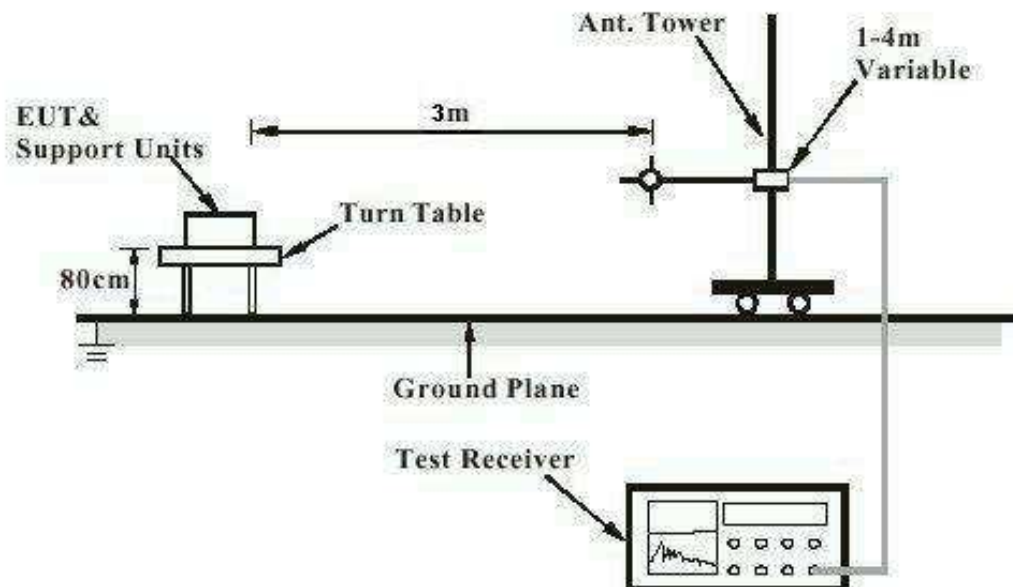 Ant. Tower
1-4m
Variable
EUT&
Support Units
3m
Turn Table
80cm
Ground Plane
Test Receiver